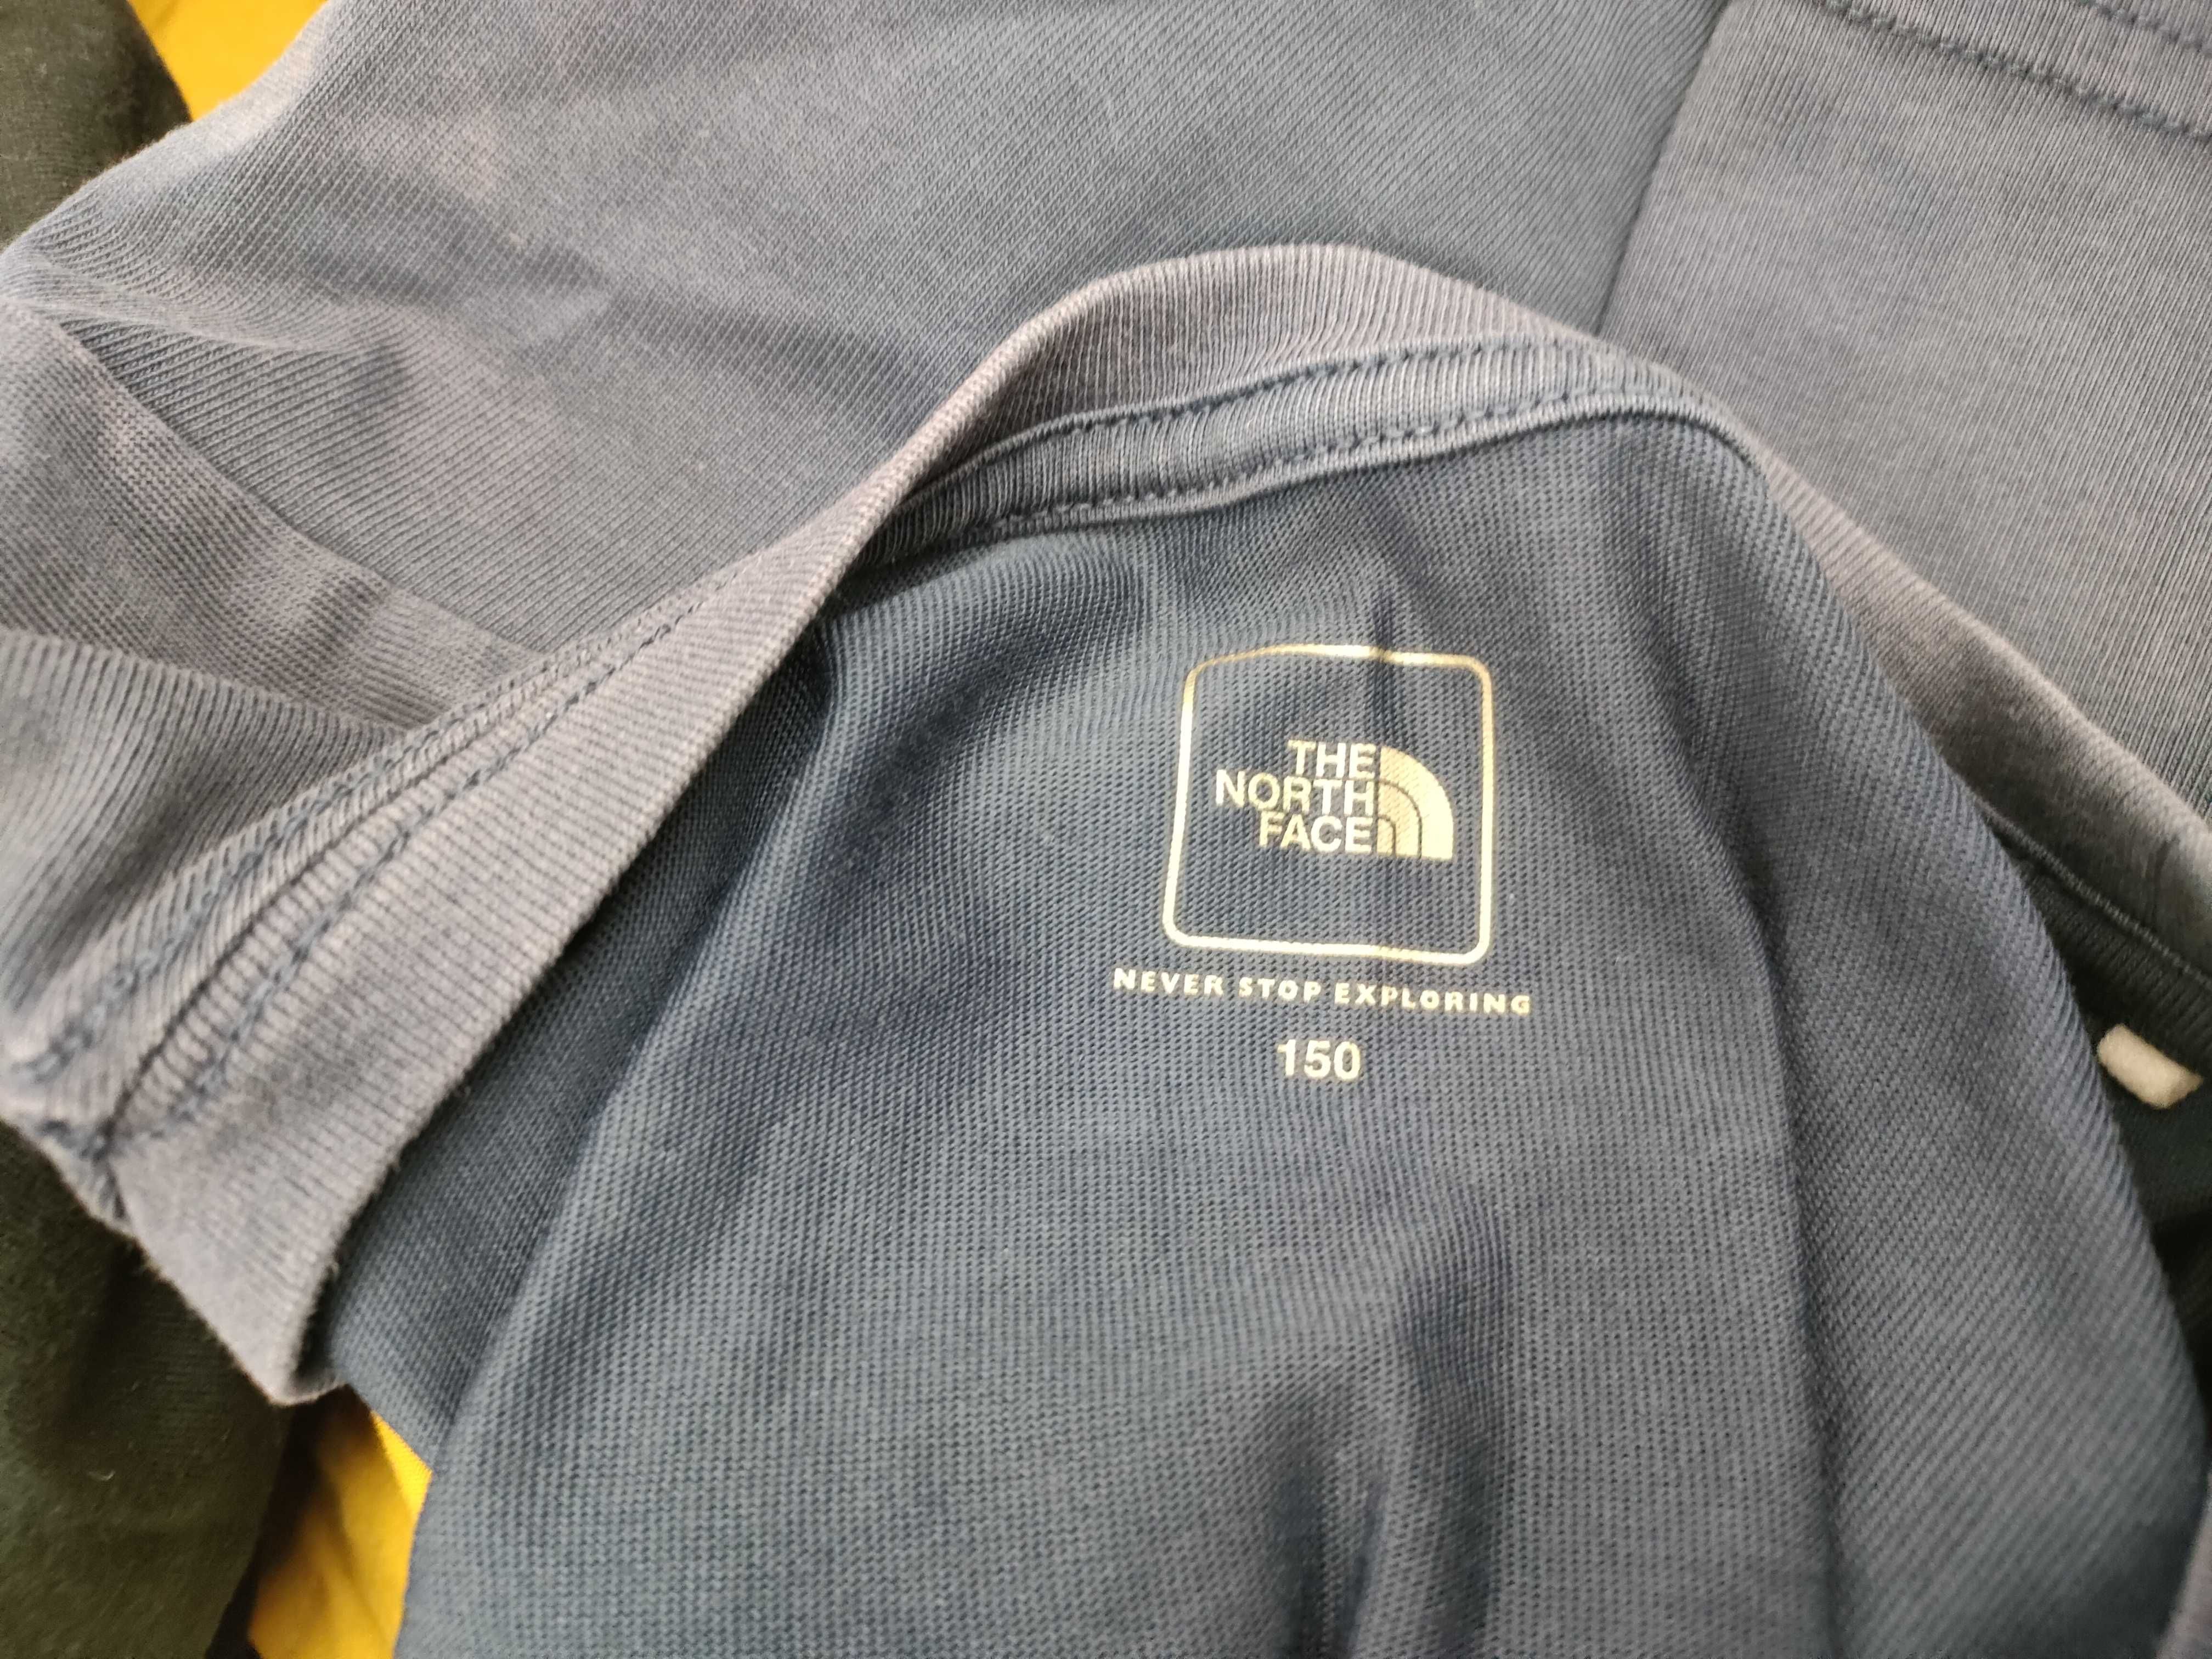 THE
NORTH
FACE
NEVER STOP EXPLORING
150